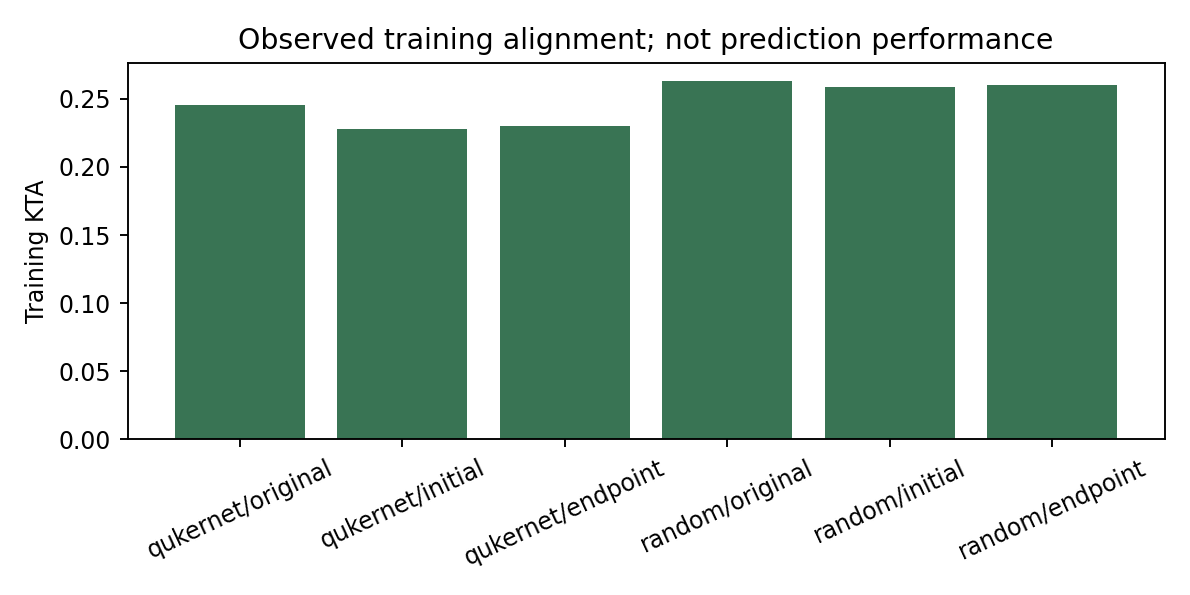 Observed training alignment; not prediction performance
Training KTA
0.25
0.20
0.15
0.10
0.05
0.00
qukernet/original
qukernet/initial
qukernet/endpoint
random/original
random/initial
random/endpoint